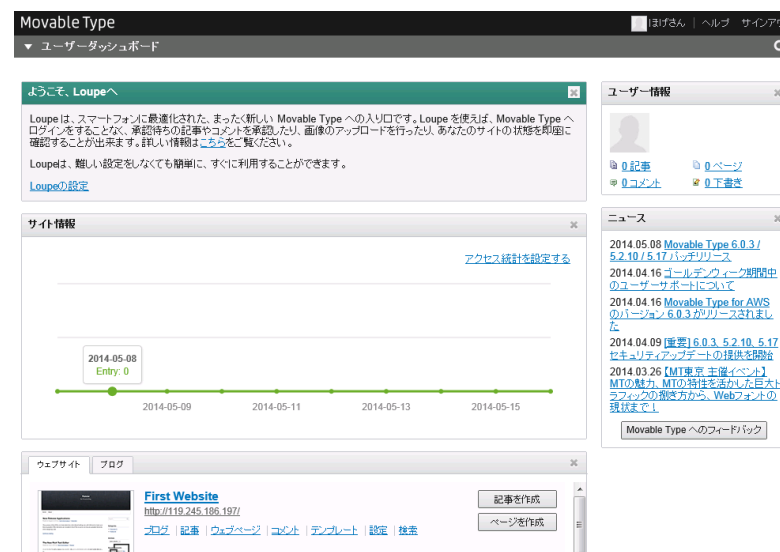 Movable Type
ほげさん | ヘルプ サインアウ
▼ ユーザーダッシュボード
ようこそ、Loupeへ
Loupe は、スマートフォンに最適化された、まったく新しい Movable Type への入り口です。Loupe を使えば、Movable Type へ
ログインをすることなく、承認待ちの記事やコメントを承認したり、画像のアップロードを行ったり、あなたのサイトの状態を即座に
確認することが出来ます。詳しい情報はこちらをご覧ください。
Loupeは、難しい設定をしなくても簡単に、すぐに利用することができます。
Loupeの設定
サイト情報
アクセス統計を設定する
2014-05-08
Entry: 0
2014-05-09
2014-05-11
2014-05-13
2014-05-15
ウェブサイト
ブログ
First Website
http://119.245.186.197/
ブログ | 記事 | ウェブページ | コメント | テンプレート | 設定 | 検索
記事を作成
ページを作成
ユーザー情報
0 記事
0 ページ
0 コメント
0 下書き
ニュース
2014.05.08 Movable Type 6.0.3 /
5.2.10 / 5.17 パッチリリース
2014.04.16 ゴールデンウィーク期間中
のユーザーサポートについて
2014.04.16 Movable Type for AWS
のバージョン 6.0.3 がリリースされまし
た
2014.04.09 [重要] 6.0.3、5.2.10、5.17
セキュリティアップデートの提供を開始
2014.03.26 【MT東京 主催イベント】
MTの魅力、MTの特性を活かした巨大ト
ラフィックの捌き方から、Webフォントの
現状まで！
Movable Type へのフィードバック